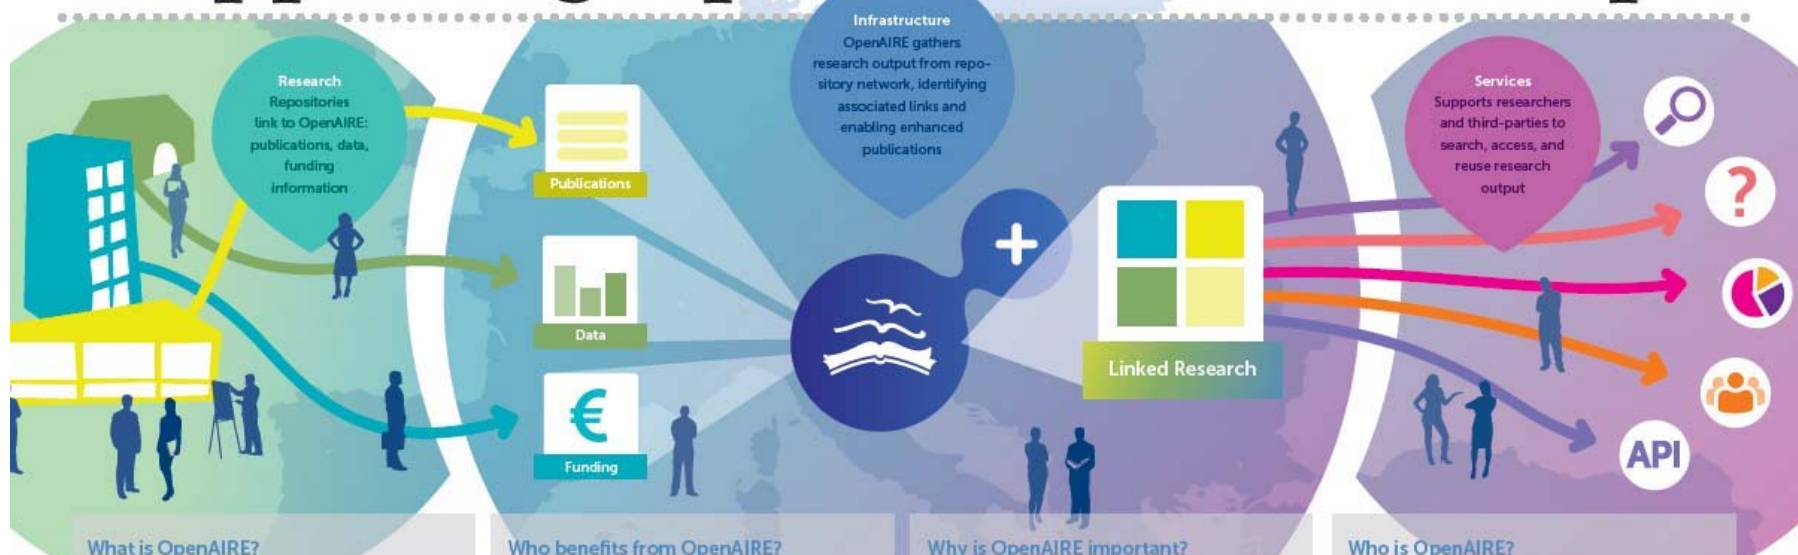 Research
Repositories
link to OpenAIRE:
publications, data,
funding
information
Publications
Data
€
Funding
Infrastructure
OpenAIRE gathers
research output from repo-
sitory network, identifying
associated links and
enabling enhanced
publications
+
Linked Research
Services
Supports researchers
and third-parties to
search, access, and
reuse research
output
?
API
What is OpenAIRE?
Who benefits from OpenAIRE?
Why is OpenAIRE important?
Who is OpenAIRE?